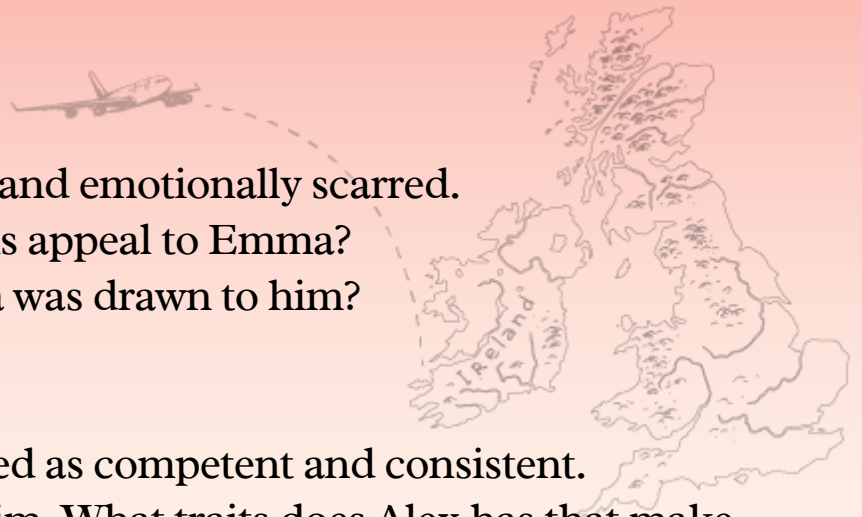 and emotionally scarred.
s appeal to Emma?
was drawn to him?
Ireland
ed as competent and consistent.
im. What traits does Alex has that make